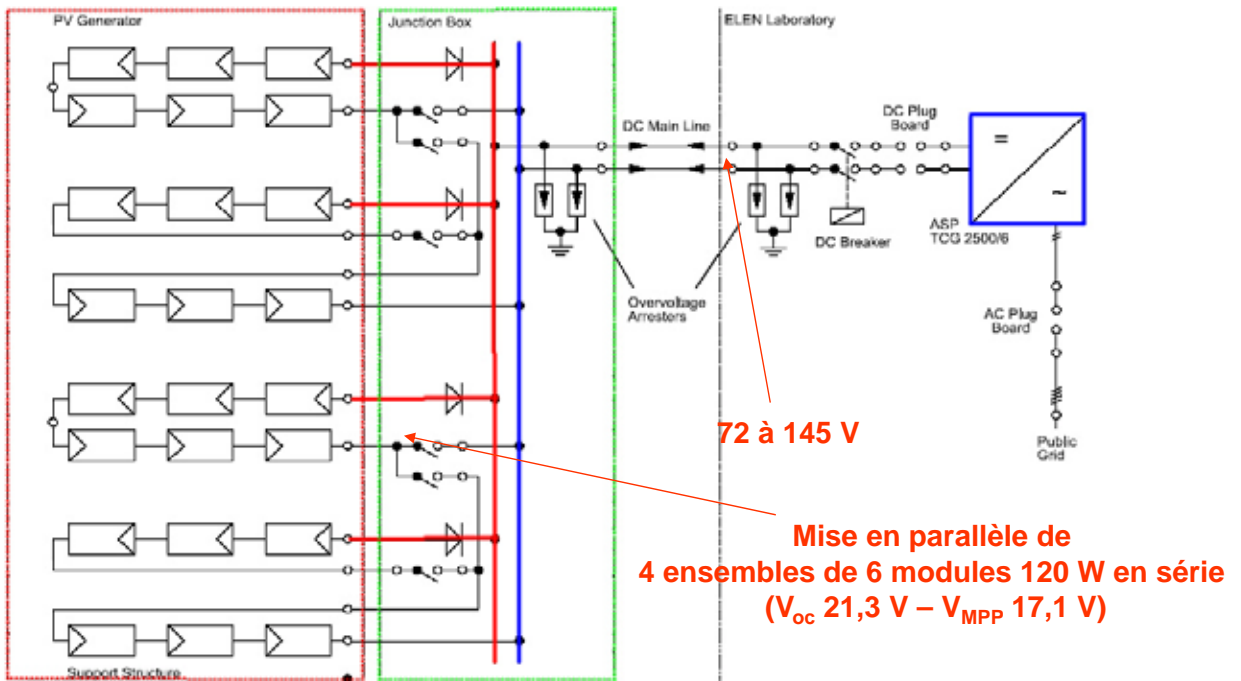 PV Generator
Junction Box
ELEN Laboratory
DC Main Line
DC Plug
Board
=
~
ASP
TCG 2500/6
DC Breaker
Overvoltage
Arresters
AC Plug
Board
72 à 145 V
Public
Grid
Mise en parallèle de
4 ensembles de 6 modules 120 W en série
(Voc 21,3 V – VMPP 17,1 V)
Support Structure